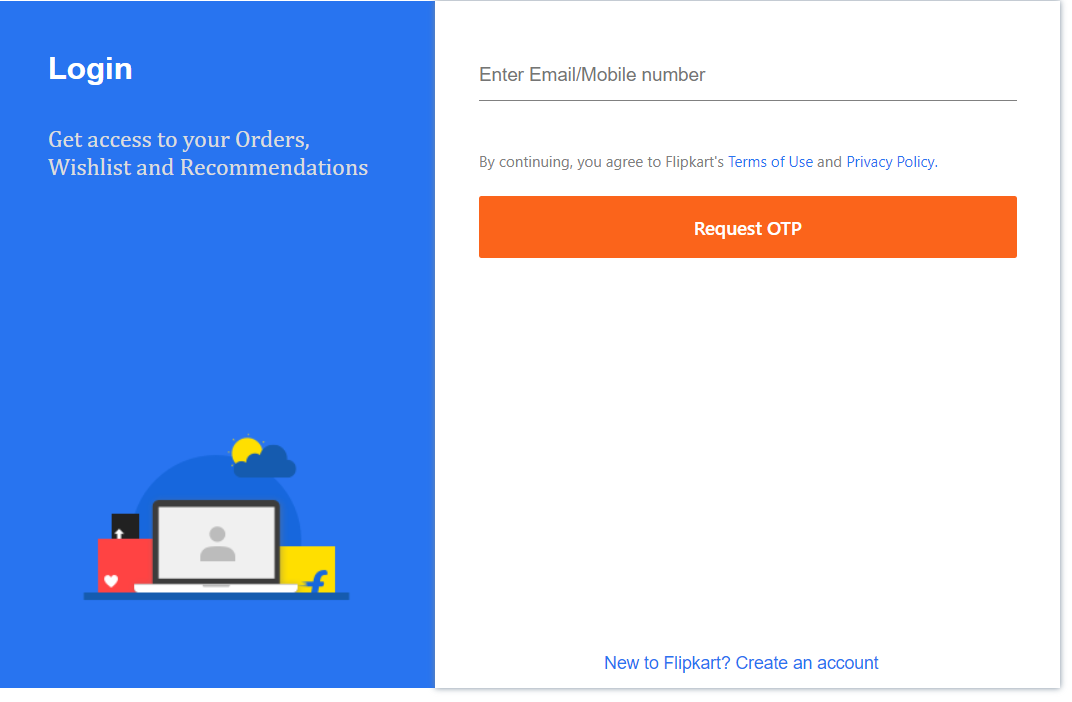 Login
Get access to your Orders,
Wishlist and Recommendations
Enter Email/Mobile number
By continuing, you agree to Flipkart's Terms of Use and Privacy Policy.
Request OTP
New to Flipkart? Create an account